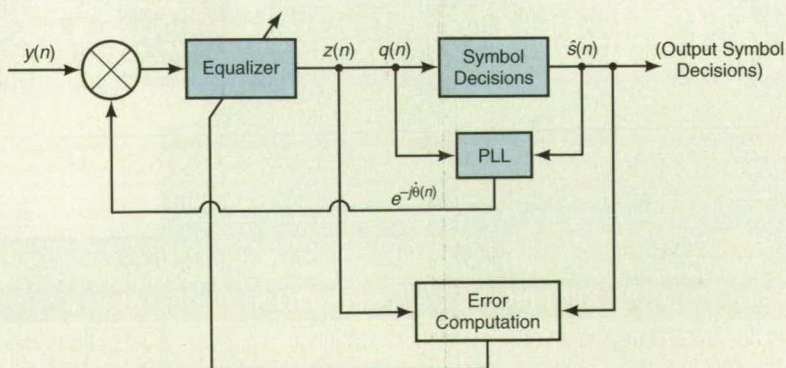 y(n)
Equalizer
z(n)
q(n)
Symbol
Decisions
ŝ(n)
(Output Symbol
Decisions)
PLL
e^{-jθ̂(n)}
Error
Computation